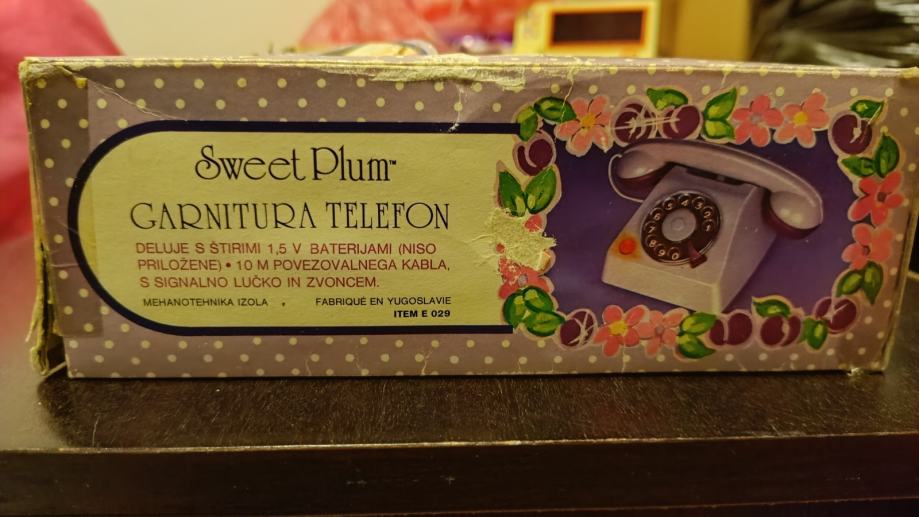 Sweet Plum™
GARNITURA TELEFON
DELUJE S ŠTIRIMI 1,5 V BATERIJAMI (NISO
PRILOŽENE) • 10 M POVEZOVALNEGA KABLA,
S SIGNALNO LUČKO IN ZVONCEM.
MEHANOTEHNIKA IZOLA , FABRIQUÉ EN YUGOSLAVIE
ITEM E 029